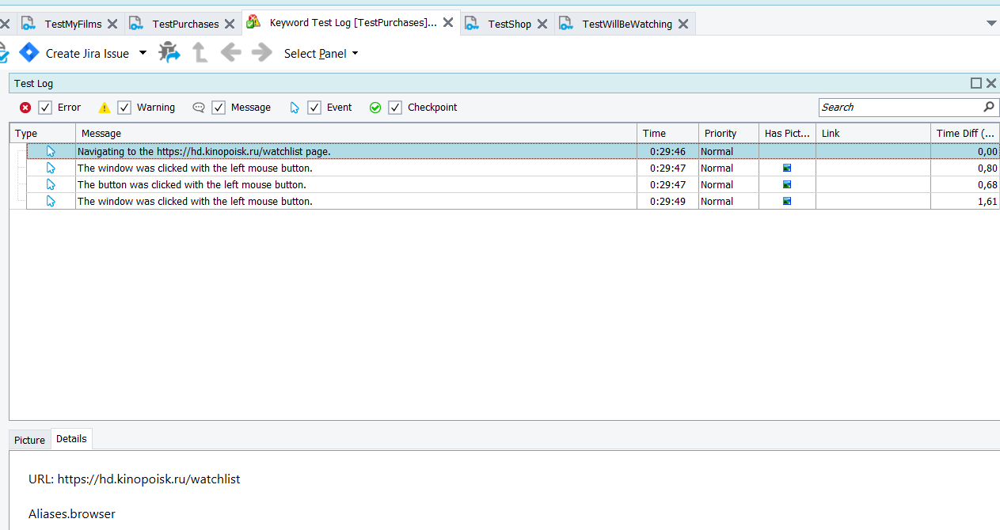 TestMyFilms TestPurchases Keyword Test Log [TestPurchases]... TestShop TestWillBeWatching
Create Jira Issue Select Panel
Test Log
Error Warning Message Event Checkpoint Search
Type Message Time Priority Has Pict... Link Time Diff (...
Navigating to the https://hd.kinopoisk.ru/watchlist page. 0:29:46 Normal 0,00
The window was clicked with the left mouse button. 0:29:47 Normal 0,80
The button was clicked with the left mouse button. 0:29:47 Normal 0,68
The window was clicked with the left mouse button. 0:29:49 Normal 1,61
Picture Details
URL: https://hd.kinopoisk.ru/watchlist
Aliases.browser